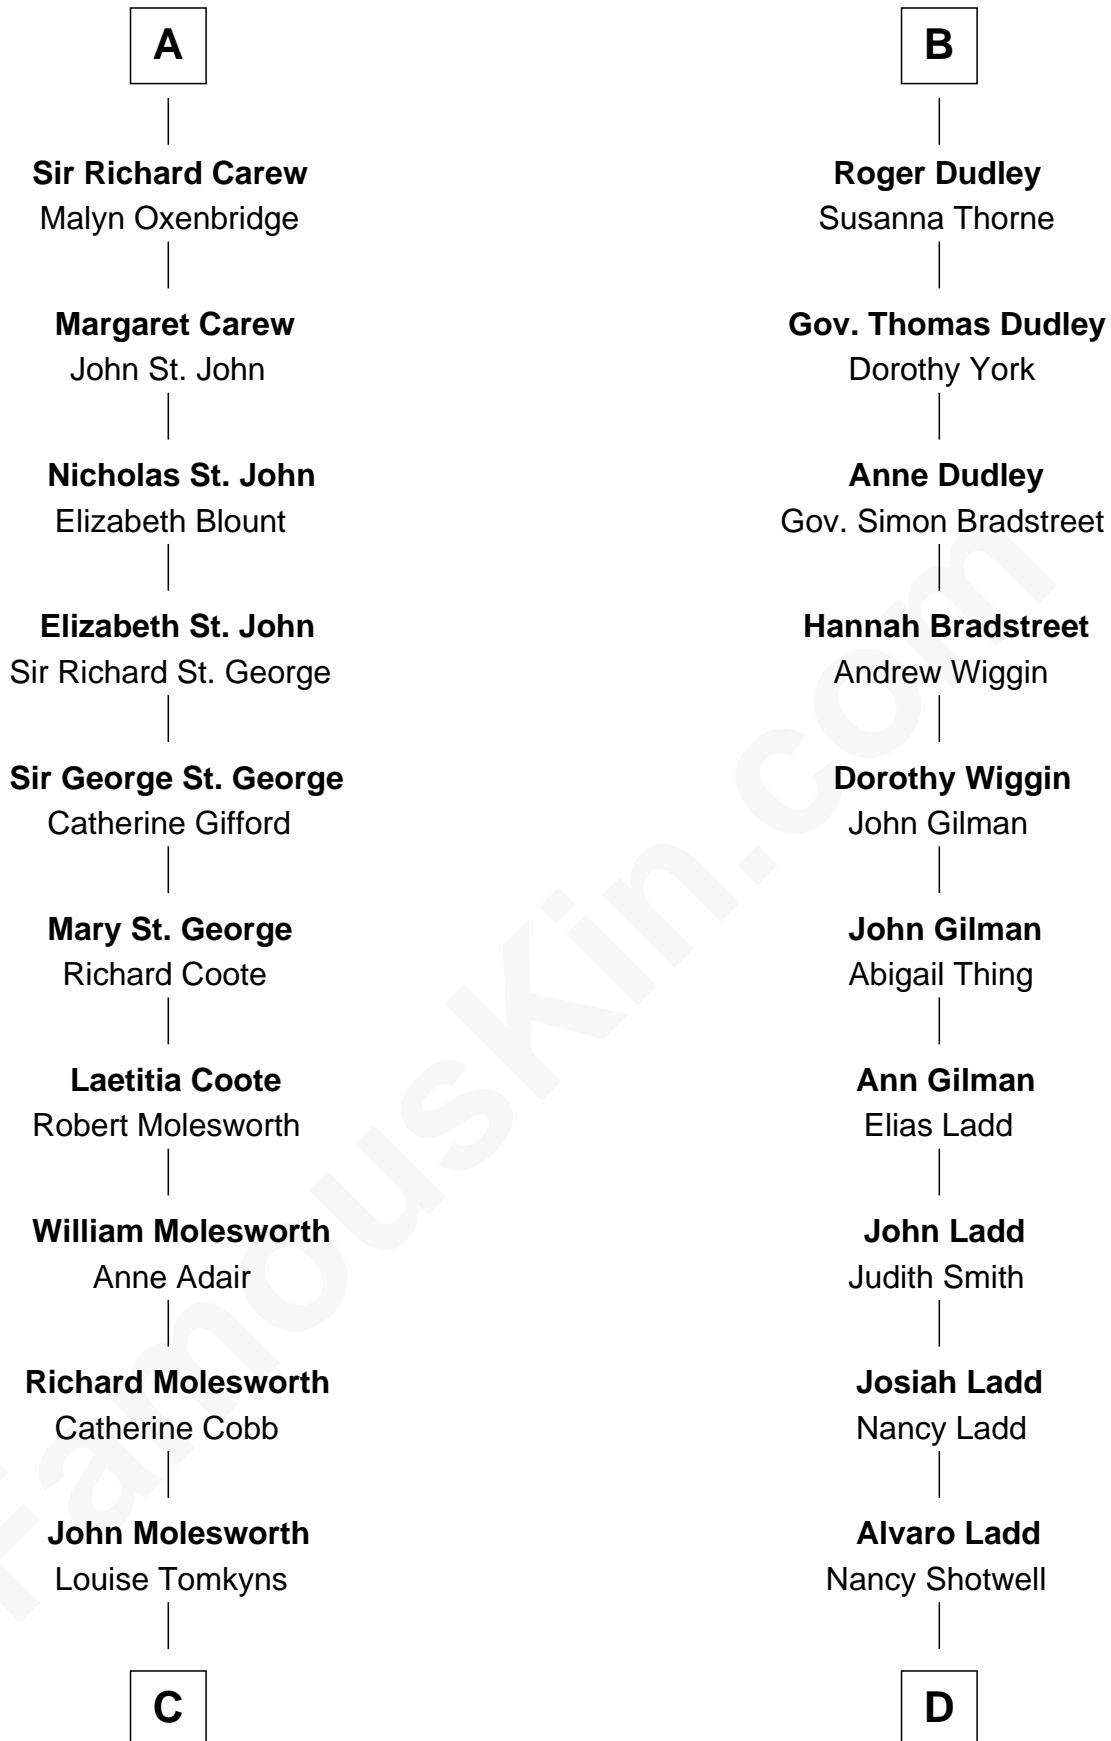 A
Sir Richard Carew
Malyn Oxenbridge
Margaret Carew
John St. John
Nicholas St. John
Elizabeth Blount
Elizabeth St. John
Sir Richard St. George
Sir George St. George
Catherine Gifford
Mary St. George
Richard Coote
Laetitia Coote
Robert Molesworth
William Molesworth
Anne Adair
Richard Molesworth
Catherine Cobb
John Molesworth
Louise Tomkyns
C
B
Roger Dudley
Susanna Thorne
Gov. Thomas Dudley
Dorothy York
Anne Dudley
Gov. Simon Bradstreet
Hannah Bradstreet
Andrew Wiggin
Dorothy Wiggin
John Gilman
John Gilman
Abigail Thing
Ann Gilman
Elias Ladd
John Ladd
Judith Smith
Josiah Ladd
Nancy Ladd
Alvaro Ladd
Nancy Shotwell
D
FamousKin.com